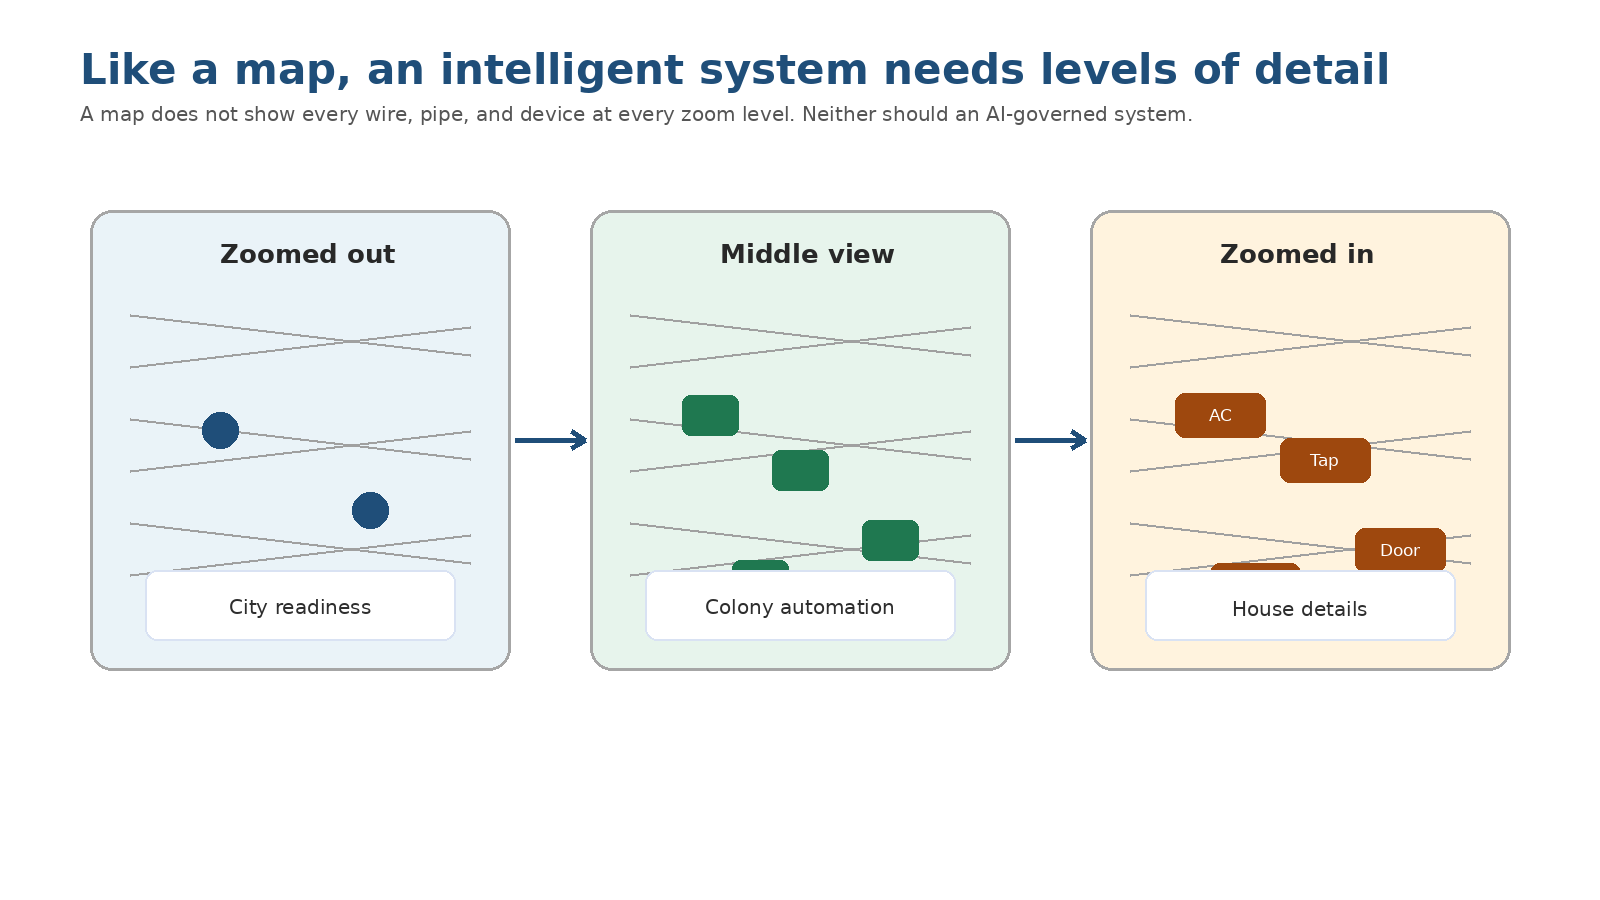 Like a map, an intelligent system needs levels of detail
A map does not show every wire, pipe, and device at every zoom level. Neither should an AI-governed system.
Zoomed out
City readiness
Middle view
Colony automation
Zoomed in
AC
Tap
Door
House details